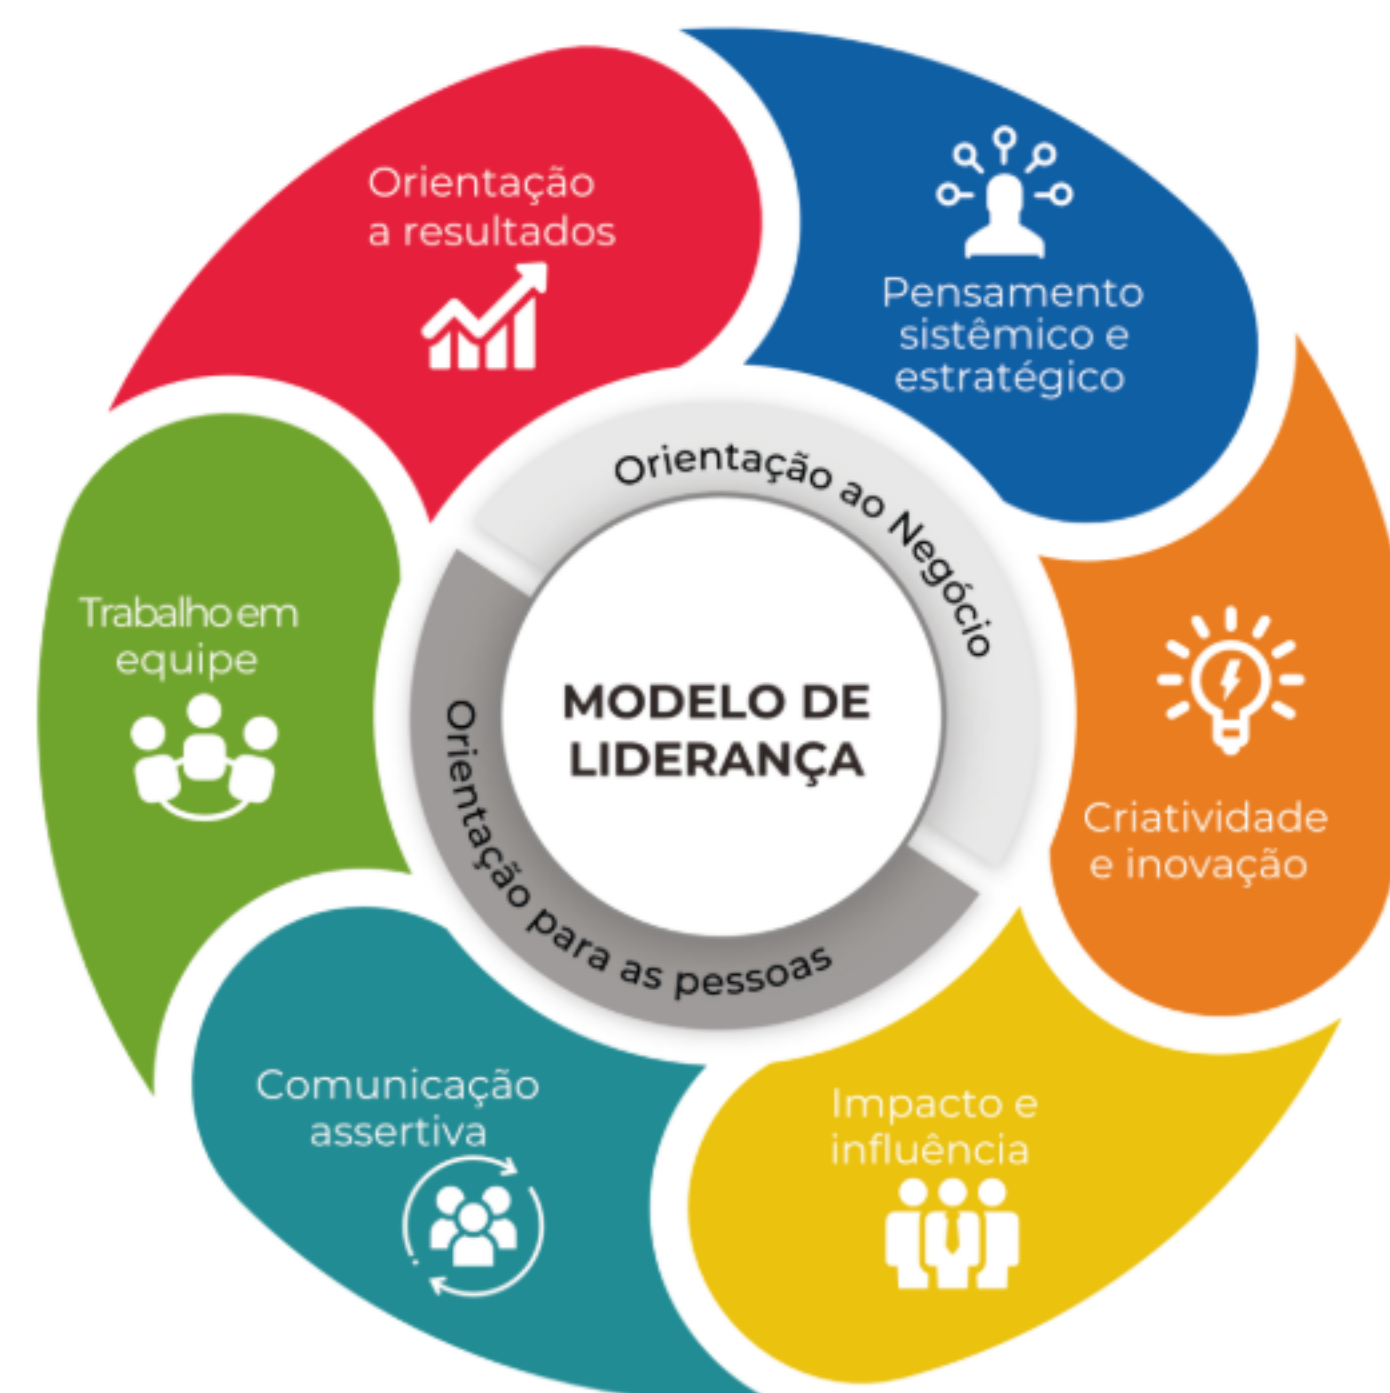 Orientação
a resultados
Pensamento
sistêmico e
estratégico
Criatividade
e inovação
Impacto e
influência
Comunicação
assertiva
Trabalho em
equipe
Orientação ao Negócio
Orientação para as pessoas
MODELO DE
LIDERANÇA